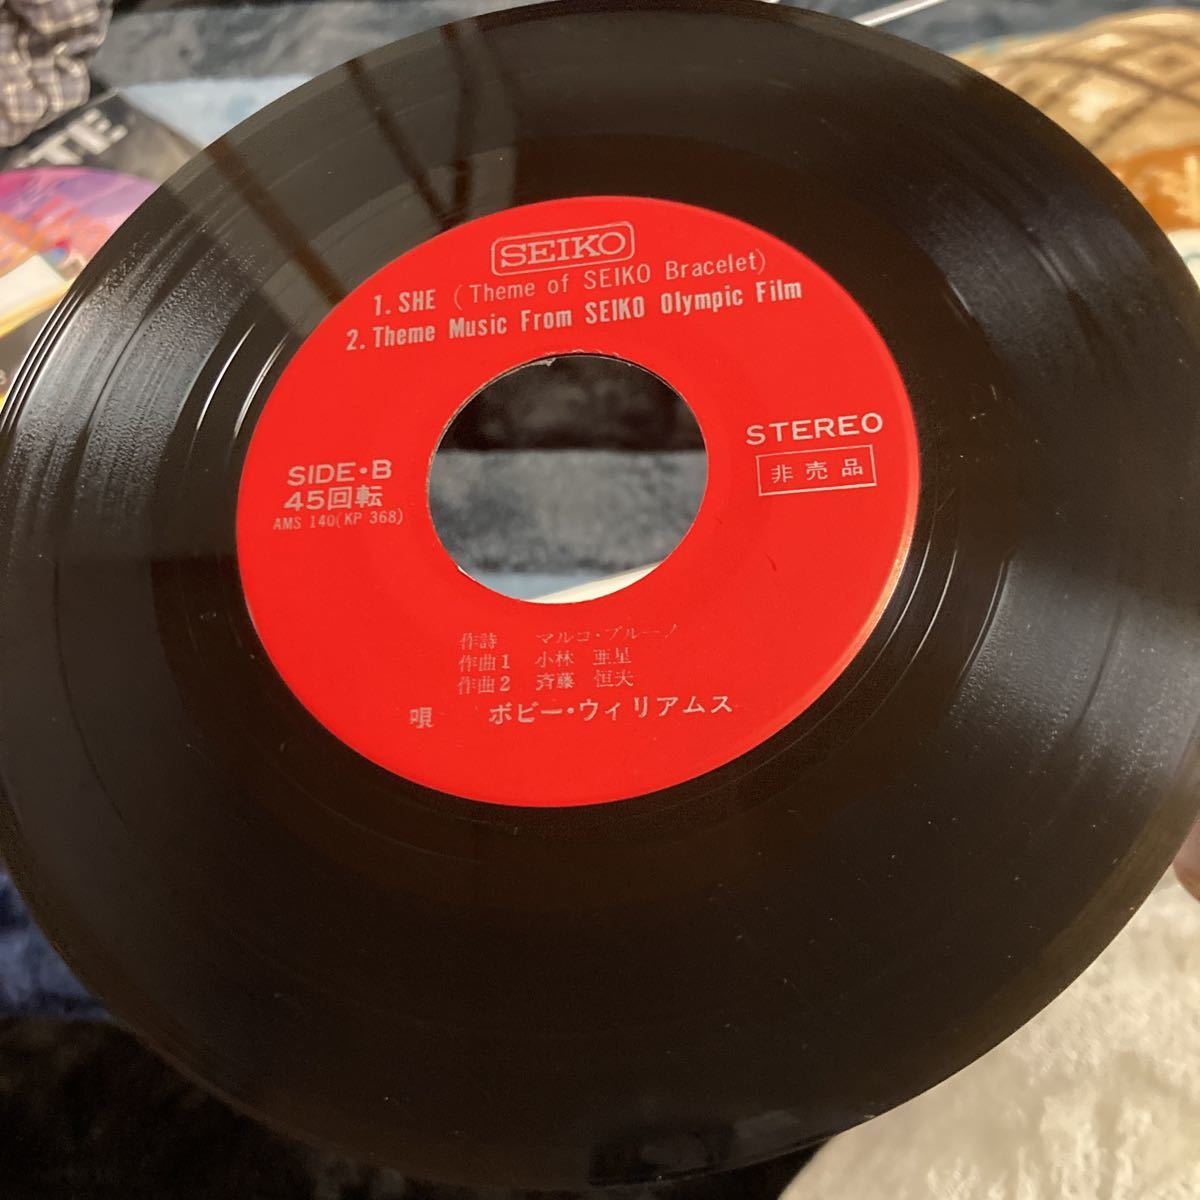 TE
SEIKO
1. SHE (Theme of SEIKO Bracelet)
2. Theme Music From SEIKO Olympic Film
STEREO
非売品
SIDE・B
45回転
AMS 140(KP 368)
作詩 マルコ・ブルーノ
作曲1 小林 亜星
作曲2 斉藤 恒夫
唄 ボビー・ウィリアムス